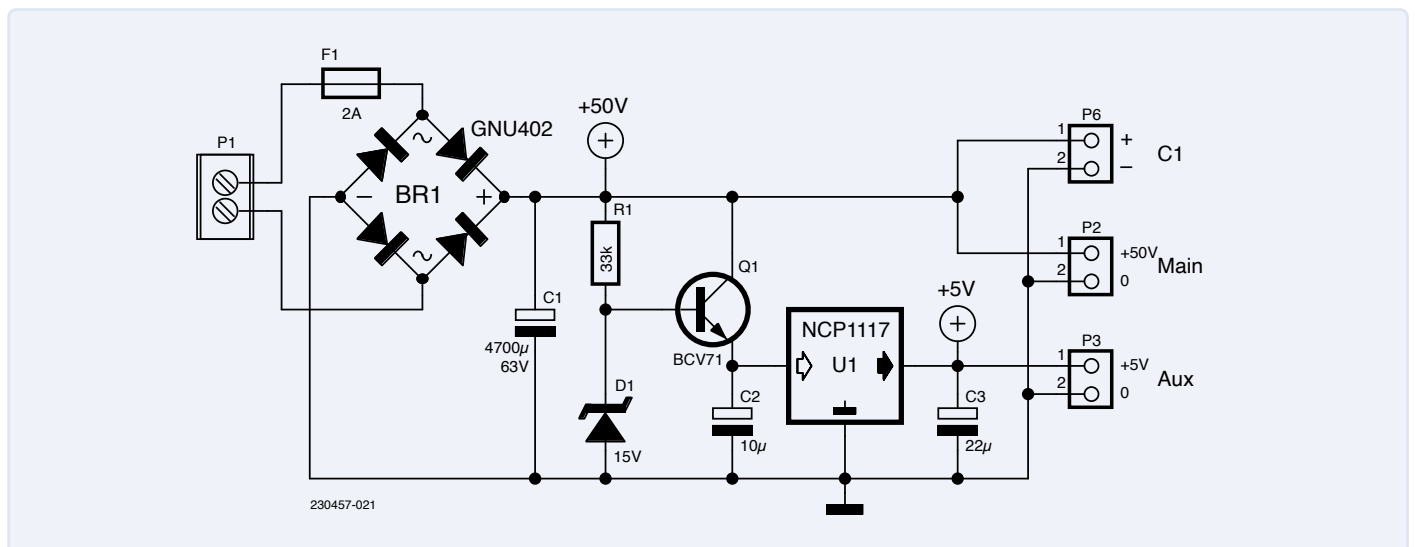 F1
2A
GNU402
P1
BR1
~
~
−
+
+50V
+
R1
33k
C1
4700µ
63V
D1
15V
Q1
BCV71
C2
10µ
NCP1117
U1
+5V
+
C3
22µ
P6
1
2
+
−
C1
P2
1
2
+50V
0
Main
P3
1
2
+5V
0
Aux
230457-021